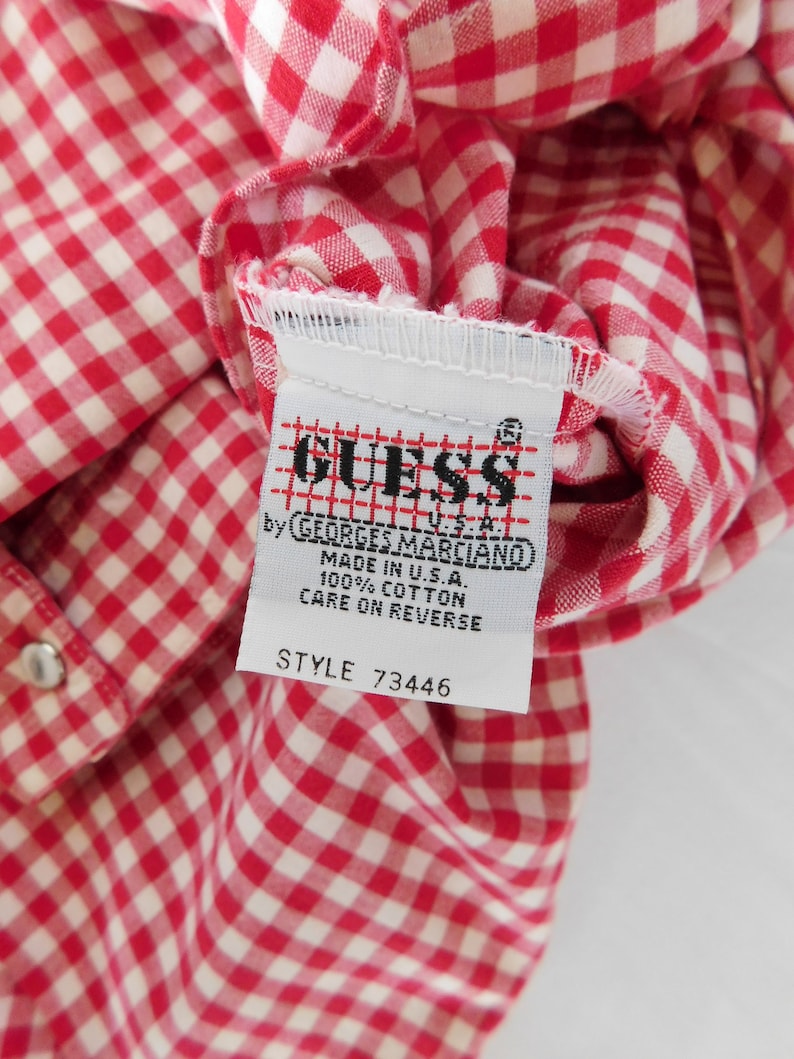 GUESS ®
U.S.A.
by GEORGES MARCIANO
MADE IN U.S.A.
100% COTTON
CARE ON REVERSE
STYLE 73446